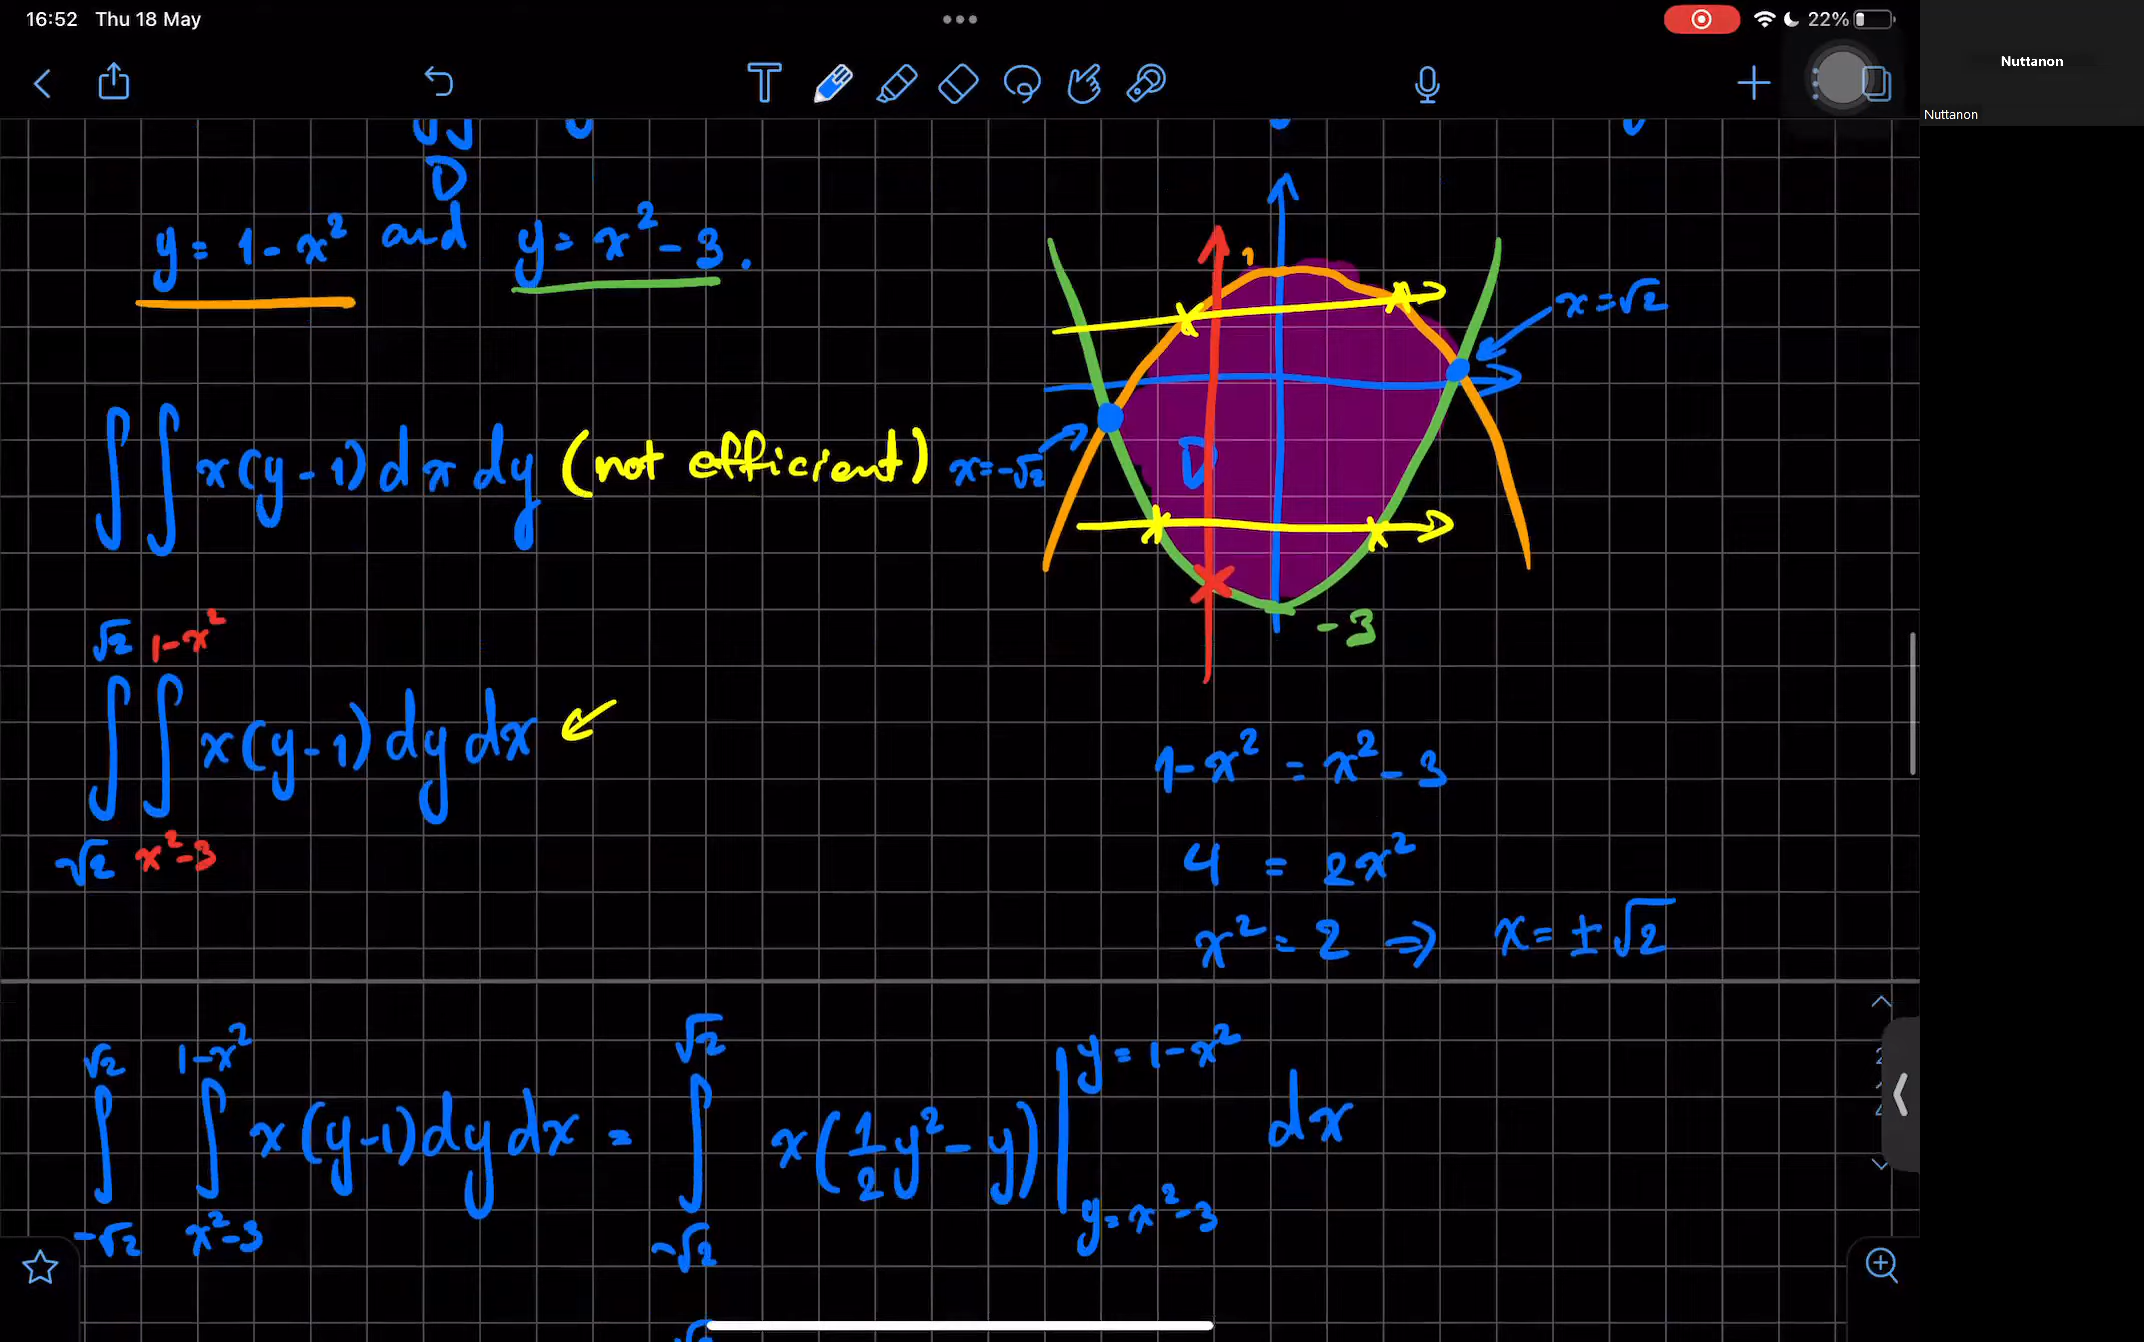 16:52 Thu 18 May
22%
Nuttanon
Nuttanon
D
y = 1 - x² and y = x² - 3 .
1
x = √2
∫∫ x(y-1) dx dy (not efficient)
x = -√2
D
-3
√2 1-x²
∫∫ x(y-1) dy dx
-√2 x²-3
1 - x² = x² - 3
4 = 2x²
x² = 2 ⇒ x = ±√2
√2 1-x² √2 y = 1-x²
∫ ∫ x(y-1) dy dx = ∫ x(½y² - y) | dx
-√2 x²-3 -√2 y = x²-3